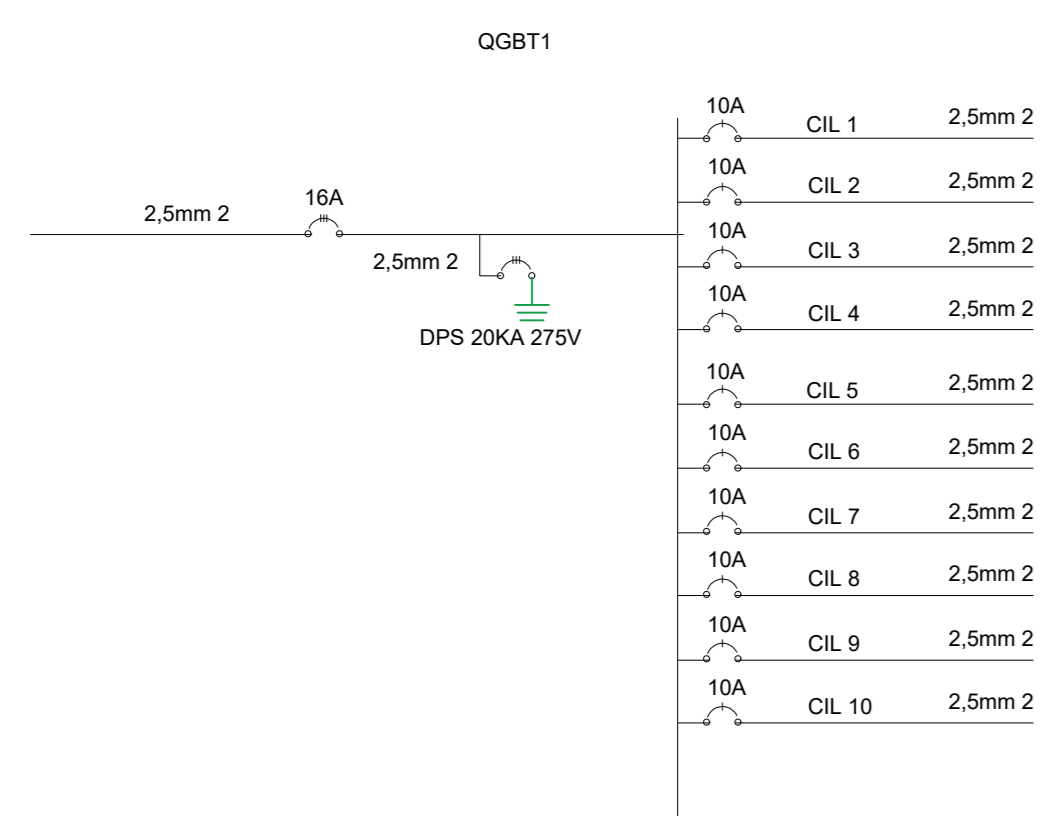 QGBT1
10A
CIL 1
2,5mm 2
10A
CIL 2
2,5mm 2
16A
2,5mm 2
10A
CIL 3
2,5mm 2
2,5mm 2
10A
CIL 4
2,5mm 2
DPS 20KA 275V
10A
CIL 5
2,5mm 2
10A
CIL 6
2,5mm 2
10A
CIL 7
2,5mm 2
10A
CIL 8
2,5mm 2
10A
CIL 9
2,5mm 2
10A
CIL 10
2,5mm 2